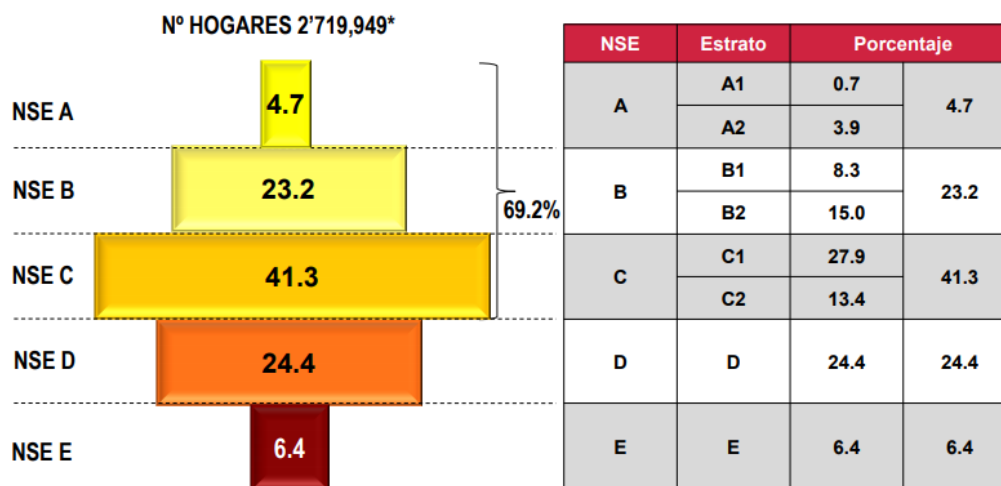 Nº HOGARES 2’719,949*
NSE A
4.7
NSE B
23.2
69.2%
NSE C
41.3
NSE D
24.4
NSE E
6.4
NSE Estrato Porcentaje
A A1 0.7 4.7
A2 3.9
B B1 8.3 23.2
B2 15.0
C C1 27.9 41.3
C2 13.4
D D 24.4 24.4
E E 6.4 6.4